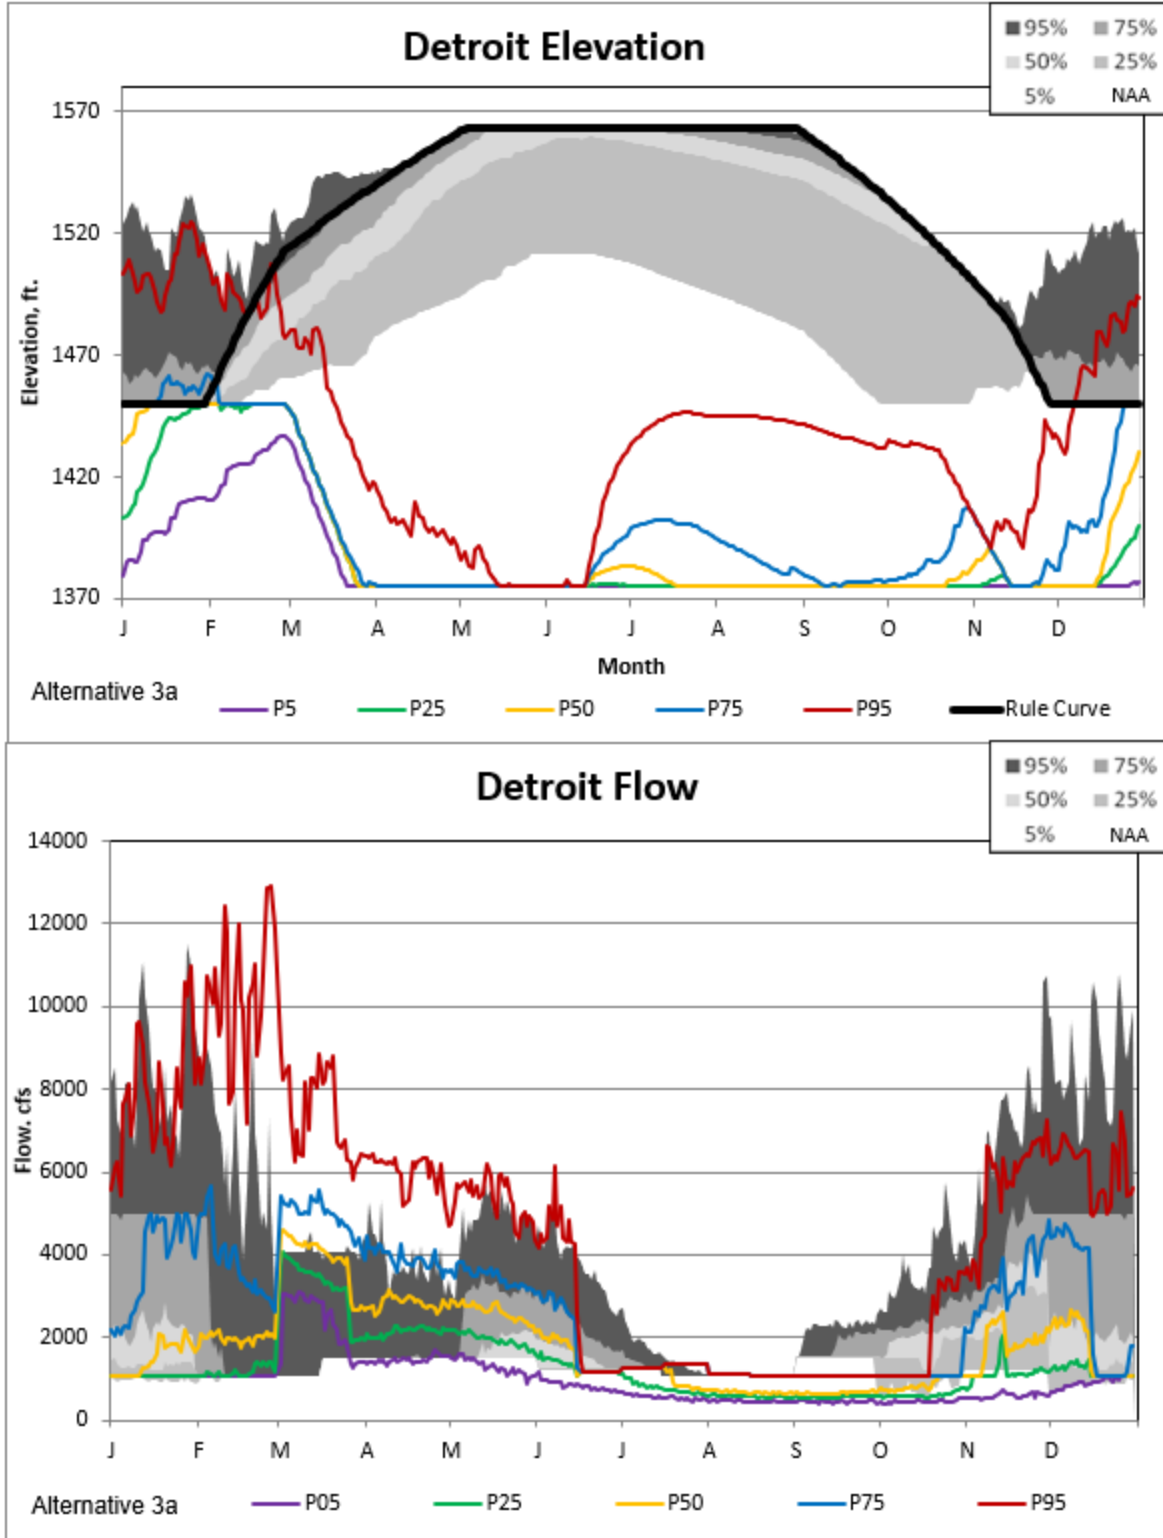 Detroit Elevation
95% 75%
50% 25%
5% NAA
1570
1520
1470
1420
1370
Elevation, ft.
J F M A M J J A S O N D
Month
Alternative 3a
P5 P25 P50 P75 P95 Rule Curve
Detroit Flow
95% 75%
50% 25%
5% NAA
14000
12000
10000
8000
6000
4000
2000
0
Flow. cfs
J F M A M J J A S O N D
Alternative 3a
P05 P25 P50 P75 P95